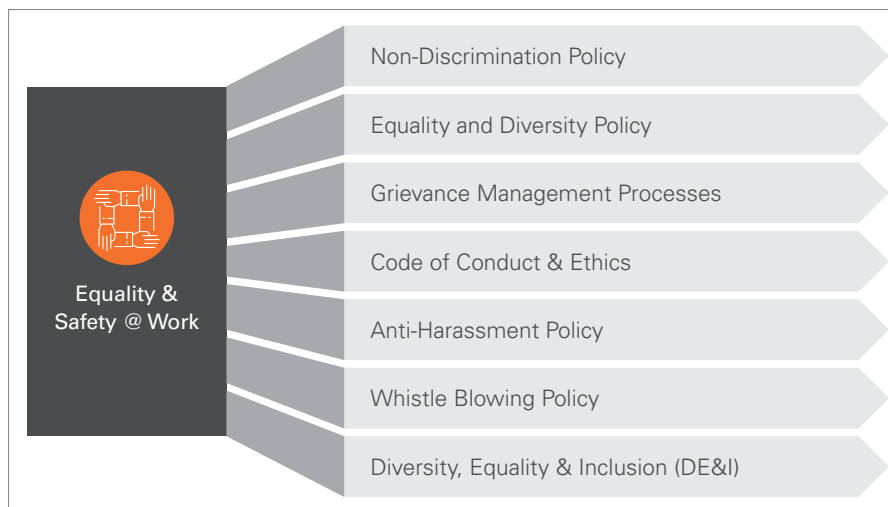 Non-Discrimination Policy
Equality and Diversity Policy
Grievance Management Processes
Code of Conduct & Ethics
Anti-Harassment Policy
Whistle Blowing Policy
Diversity, Equality & Inclusion (DE&I)
Equality &
Safety @ Work